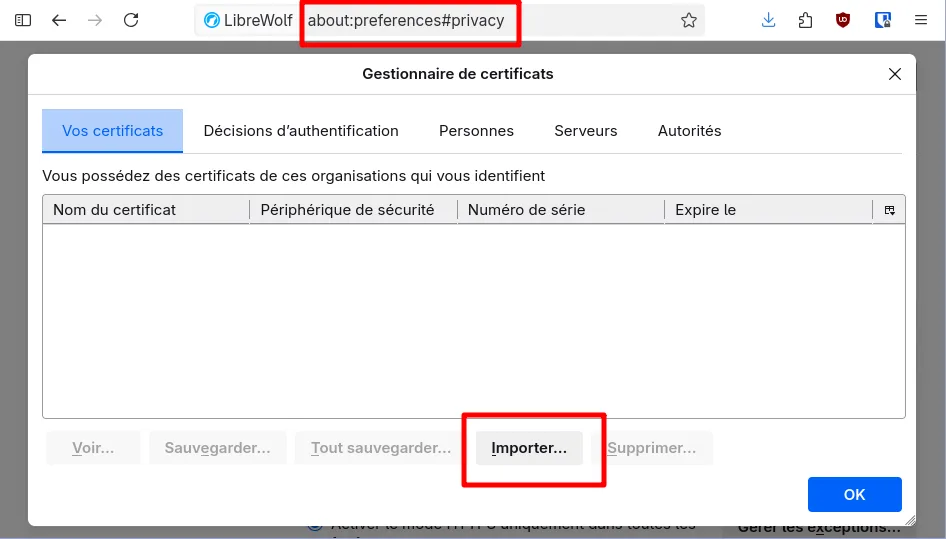 LibreWolf about:preferences#privacy
Gestionnaire de certificats
Vos certificats Décisions d’authentification Personnes Serveurs Autorités
Vous possédez des certificats de ces organisations qui vous identifient
Nom du certificat Périphérique de sécurité Numéro de série Expire le
Voir... Sauvegarder... Tout sauvegarder... Importer... Supprimer...
OK
Activer le mode HTTPS uniquement dans toutes les
Gérer les exceptions...